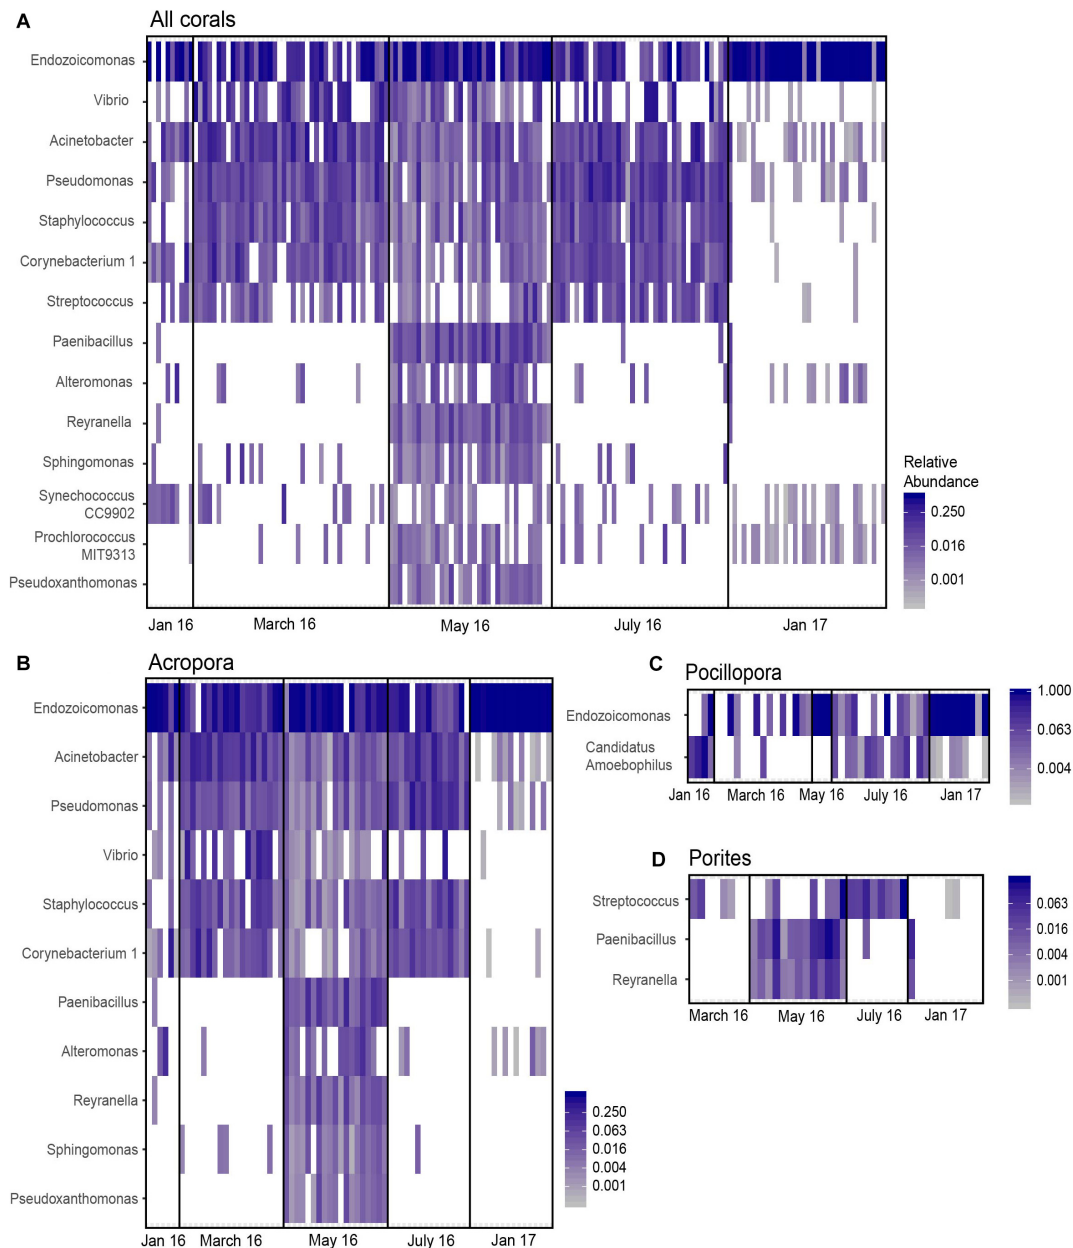 A
All corals
Endozoicomonas
Vibrio
Acinetobacter
Pseudomonas
Staphylococcus
Corynebacterium 1
Streptococcus
Paenibacillus
Alteromonas
Reyranella
Sphingomonas
Synechococcus
CC9902
Prochlorococcus
MIT9313
Pseudoxanthomonas
Jan 16
March 16
May 16
July 16
Jan 17
Relative
Abundance
0.250
0.016
0.001
B
Acropora
Endozoicomonas
Acinetobacter
Pseudomonas
Vibrio
Staphylococcus
Corynebacterium 1
Paenibacillus
Alteromonas
Reyranella
Sphingomonas
Pseudoxanthomonas
Jan 16
March 16
May 16
July 16
Jan 17
0.250
0.063
0.016
0.004
0.001
C
Pocillopora
Endozoicomonas
Candidatus
Amoebophilus
Jan 16
March 16
May 16
July 16
Jan 17
1.000
0.063
0.004
D
Porites
Streptococcus
Paenibacillus
Reyranella
March 16
May 16
July 16
Jan 17
0.063
0.016
0.004
0.001